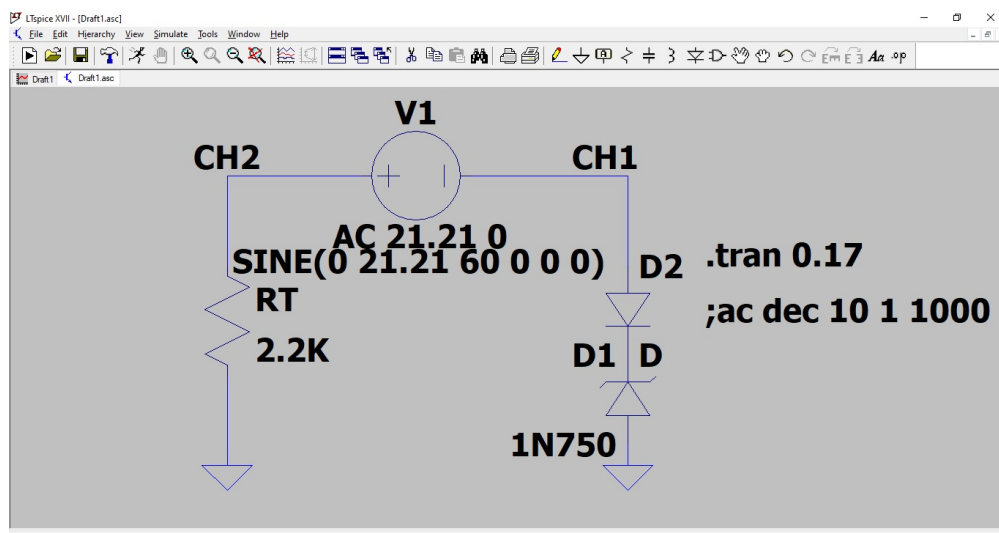 LTspice XVII - [Draft1.asc]
File Edit Hierarchy View Simulate Tools Window Help
Draft1 Draft1.asc
V1
CH2 CH1
AC 21.21 0
SINE(0 21.21 60 0 0 0) D2 .tran 0.17
RT ;ac dec 10 1 1000
2.2K D1 D
1N750